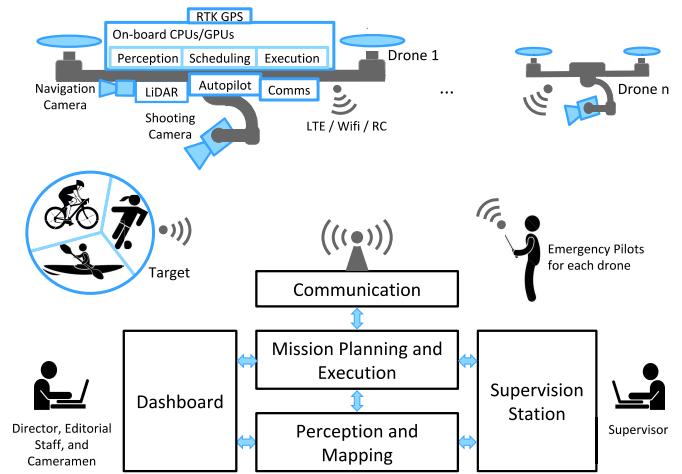 RTK GPS
On-board CPUs/GPUs
Perception Scheduling Execution
Drone 1
Navigation
Camera
LiDAR
Autopilot
Comms
Shooting
Camera
LTE / Wifi / RC
...
Drone n
Target
Emergency Pilots
for each drone
Communication
Mission Planning and
Execution
Dashboard
Supervision
Station
Perception and
Mapping
Director, Editorial
Staff, and
Cameramen
Supervisor